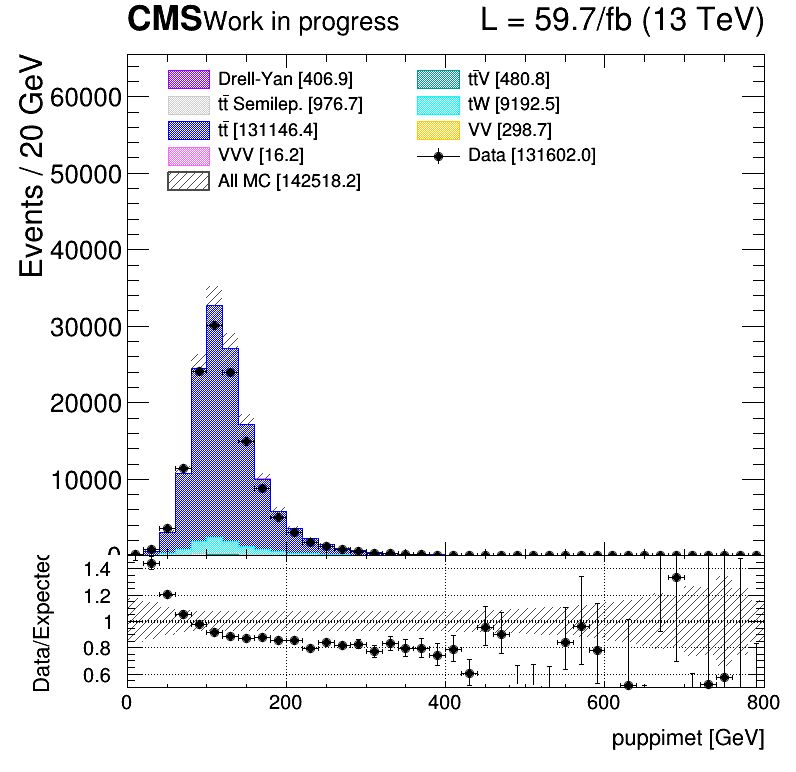 CMS Work in progress L = 59.7/fb (13 TeV)
Events / 20 GeV
Drell-Yan [406.9]
tt̄ Semilep. [976.7]
tt̄ [131146.4]
VVV [16.2]
All MC [142518.2]
tt̄V [480.8]
tW [9192.5]
VV [298.7]
Data [131602.0]
60000
50000
40000
30000
20000
10000
0
Data/Expected
1.4
1.2
1
0.8
0.6
0 200 400 600 800
puppimet [GeV]